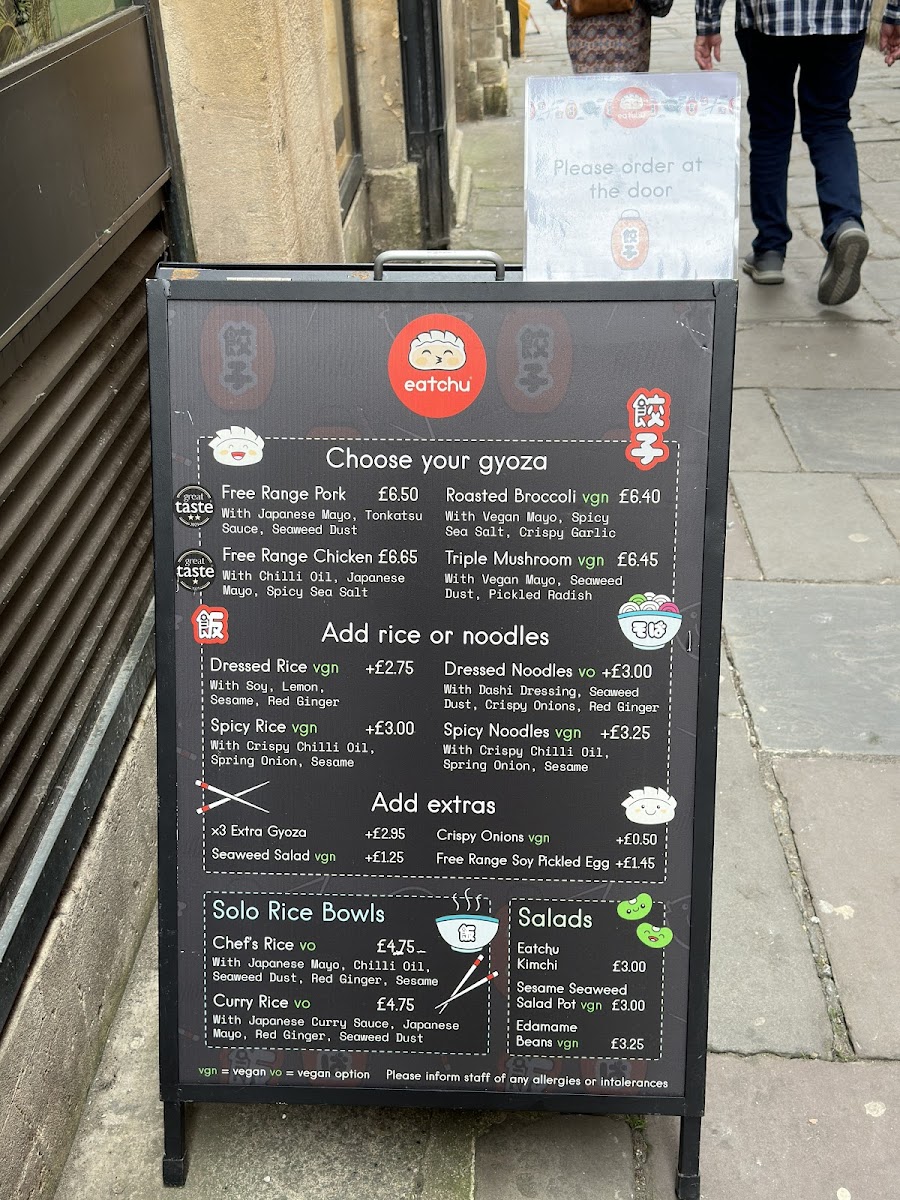 eatchu
Please order at
the door
餃子
餃子
餃子
eatchu
餃子
Choose your gyoza
great
taste
Free Range Pork £6.50
With Japanese Mayo, Tonkatsu
Sauce, Seaweed Dust
Roasted Broccoli vgn £6.40
With Vegan Mayo, Spicy
Sea Salt, Crispy Garlic
great
taste
Free Range Chicken £6.65
With Chilli Oil, Japanese
Mayo, Spicy Sea Salt
Triple Mushroom vgn £6.45
With Vegan Mayo, Seaweed
Dust, Pickled Radish
飯
そば
Add rice or noodles
Dressed Rice vgn +£2.75
With Soy, Lemon,
Sesame, Red Ginger
Dressed Noodles vo +£3.00
With Dashi Dressing, Seaweed
Dust, Crispy Onions, Red Ginger
Spicy Rice vgn +£3.00
With Crispy Chilli Oil,
Spring Onion, Sesame
Spicy Noodles vgn +£3.25
With Crispy Chilli Oil,
Spring Onion, Sesame
Add extras
x3 Extra Gyoza +£2.95
Seaweed Salad vgn +£1.25
Crispy Onions vgn +£0.50
Free Range Soy Pickled Egg +£1.45
Solo Rice Bowls
飯
Chef's Rice vo £4.75
With Japanese Mayo, Chilli Oil,
Seaweed Dust, Red Ginger, Sesame
Curry Rice vo £4.75
With Japanese Curry Sauce, Japanese
Mayo, Red Ginger, Seaweed Dust
Salads
Eatchu
Kimchi £3.00
Sesame Seaweed
Salad Pot vgn £3.00
Edamame
Beans vgn £3.25
vgn = vegan vo = vegan option Please inform staff of any allergies or intolerances